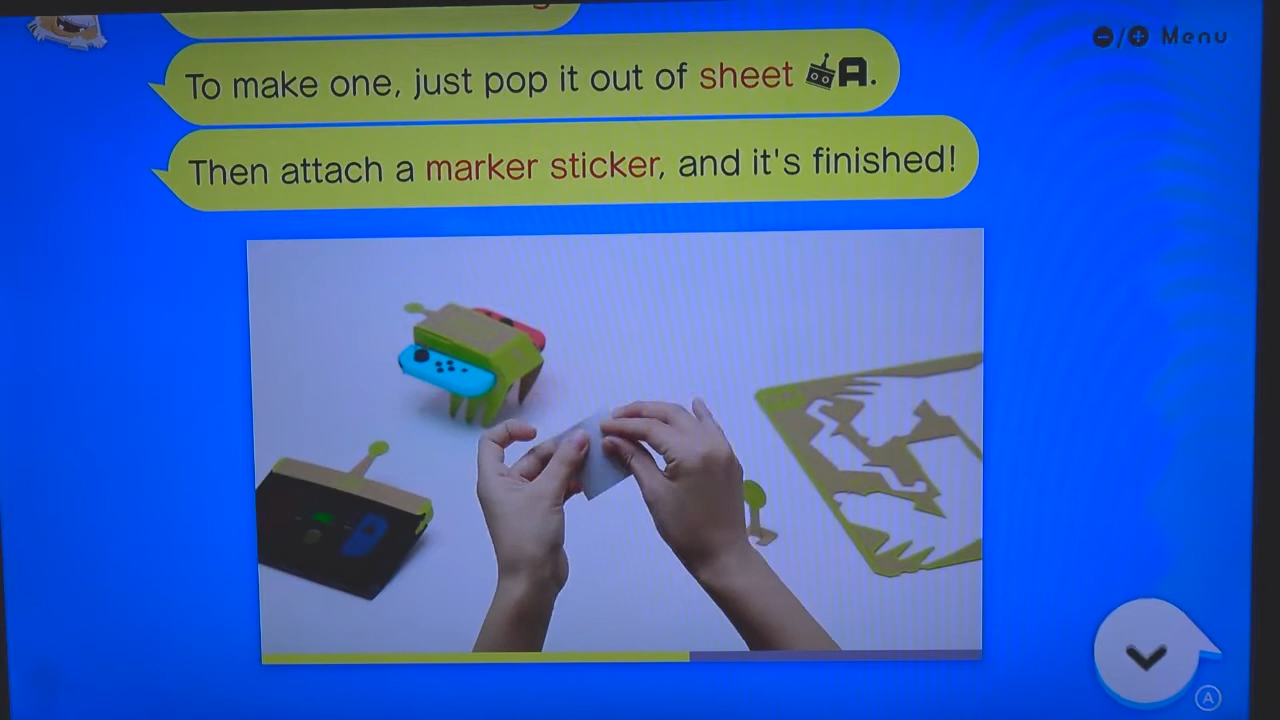 To make one, just pop it out of sheet A.
Then attach a marker sticker, and it's finished!
-/+ Menu
A